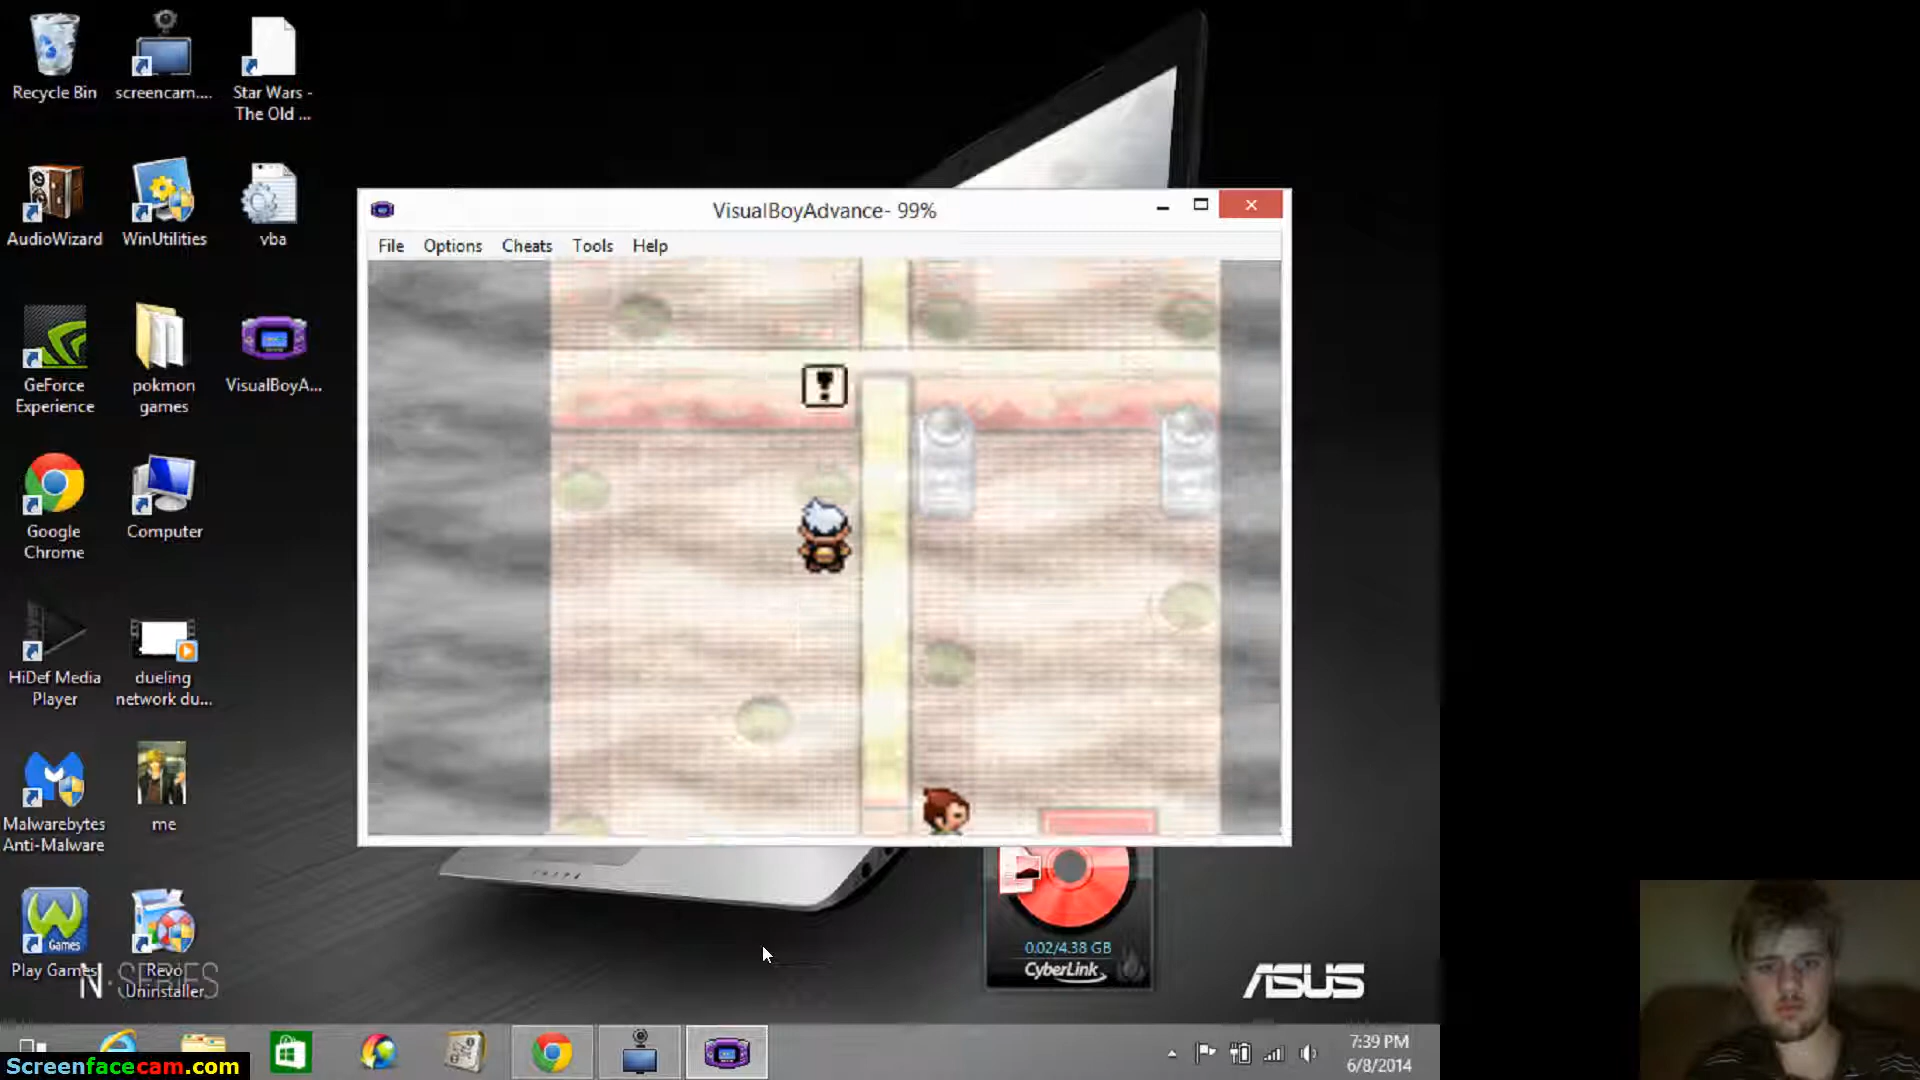 Recycle Bin
screencam....
Star Wars -
The Old ...
AudioWizard
WinUtilities
vba
GeForce
Experience
pokmon
games
VisualBoyA...
Google
Chrome
Computer
HiDef Media
Player
dueling
network du...
Malwarebytes
Anti-Malware
me
Games
Play Games
Revo
Uninstaller
N·SERIES
VisualBoyAdvance- 99%
File Options Cheats Tools Help
!
0.02/4.38 GB
CyberLink
ASUS
7:39 PM
6/8/2014
Screenfacecam.com